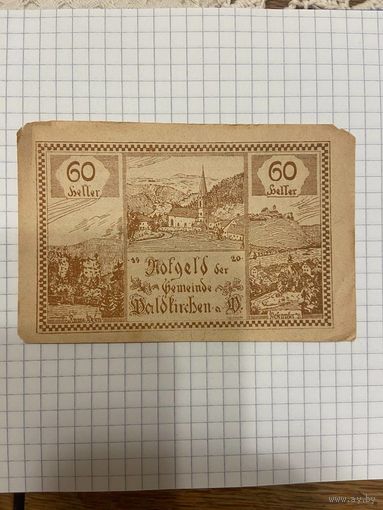 60
Heller
60
Heller
19 20
Notgeld der
Gemeinde
Waldkirchen a. W.
www.ay.by